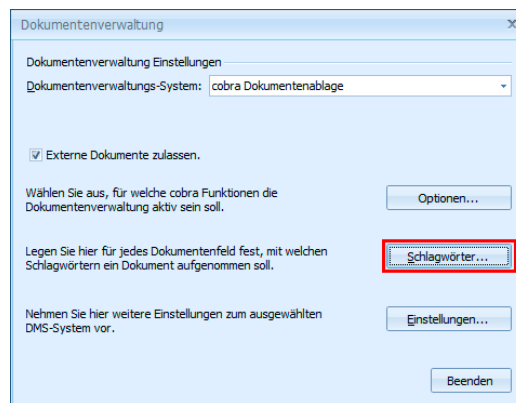 Dokumentenverwaltung
Dokumentenverwaltung Einstellungen
Dokumentenverwaltungs-System: cobra Dokumentenablage
Externe Dokumente zulassen.
Wählen Sie aus, für welche cobra Funktionen die
Dokumentenverwaltung aktiv sein soll.
Optionen...
Legen Sie hier für jedes Dokumentenfeld fest, mit welchen
Schlagwörtern ein Dokument aufgenommen soll.
Schlagwörter...
Nehmen Sie hier weitere Einstellungen zum ausgewählten
DMS-System vor.
Einstellungen...
Beenden